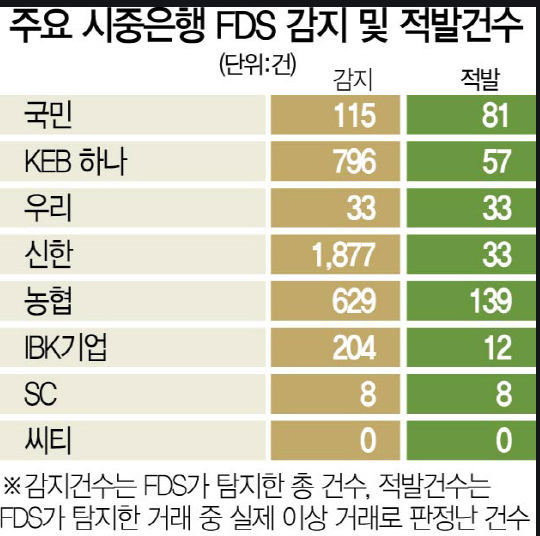 주요 시중은행 FDS 감지 및 적발건수
(단위:건)
감지 적발
국민 115 81
KEB 하나 796 57
우리 33 33
신한 1,877 33
농협 629 139
IBK기업 204 12
SC 8 8
씨티 0 0
※감지건수는 FDS가 탐지한 총 건수, 적발건수는
FDS가 탐지한 거래 중 실제 이상 거래로 판정난 건수